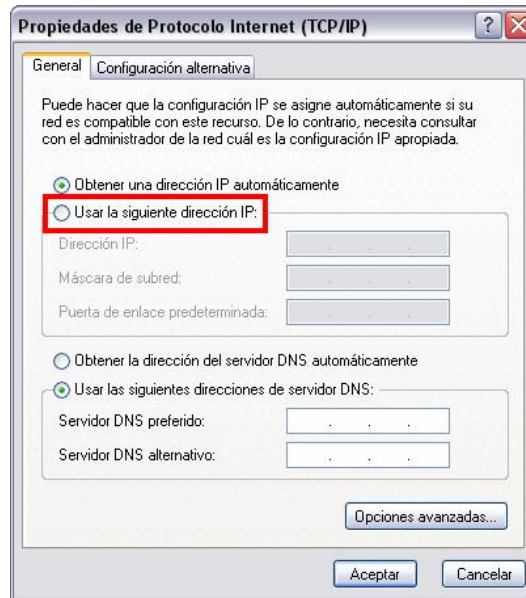 Propiedades de Protocolo Internet (TCP/IP)
General Configuración alternativa
Puede hacer que la configuración IP se asigne automáticamente si su
red es compatible con este recurso. De lo contrario, necesita consultar
con el administrador de la red cuál es la configuración IP apropiada.
Obtener una dirección IP automáticamente
Usar la siguiente dirección IP:
Dirección IP:
Máscara de subred:
Puerta de enlace predeterminada:
Obtener la dirección del servidor DNS automáticamente
Usar las siguientes direcciones de servidor DNS:
Servidor DNS preferido:
Servidor DNS alternativo:
Opciones avanzadas...
Aceptar Cancelar